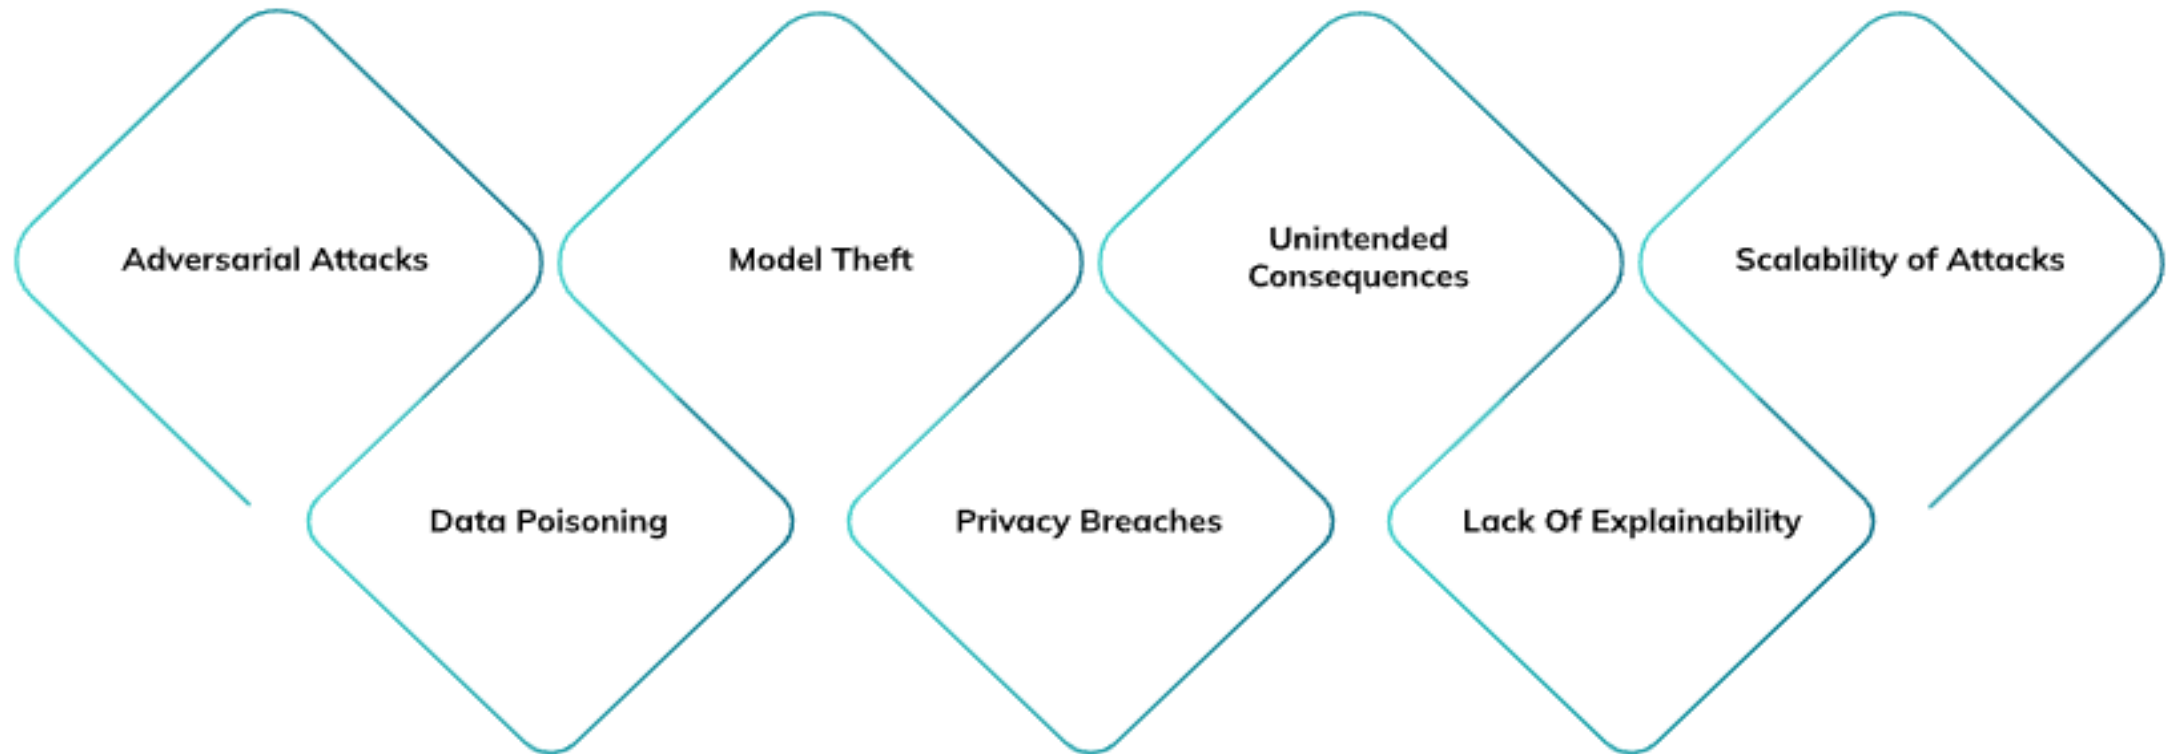 Adversarial Attacks
Model Theft
Unintended
Consequences
Scalability of Attacks
Data Poisoning
Privacy Breaches
Lack Of Explainability